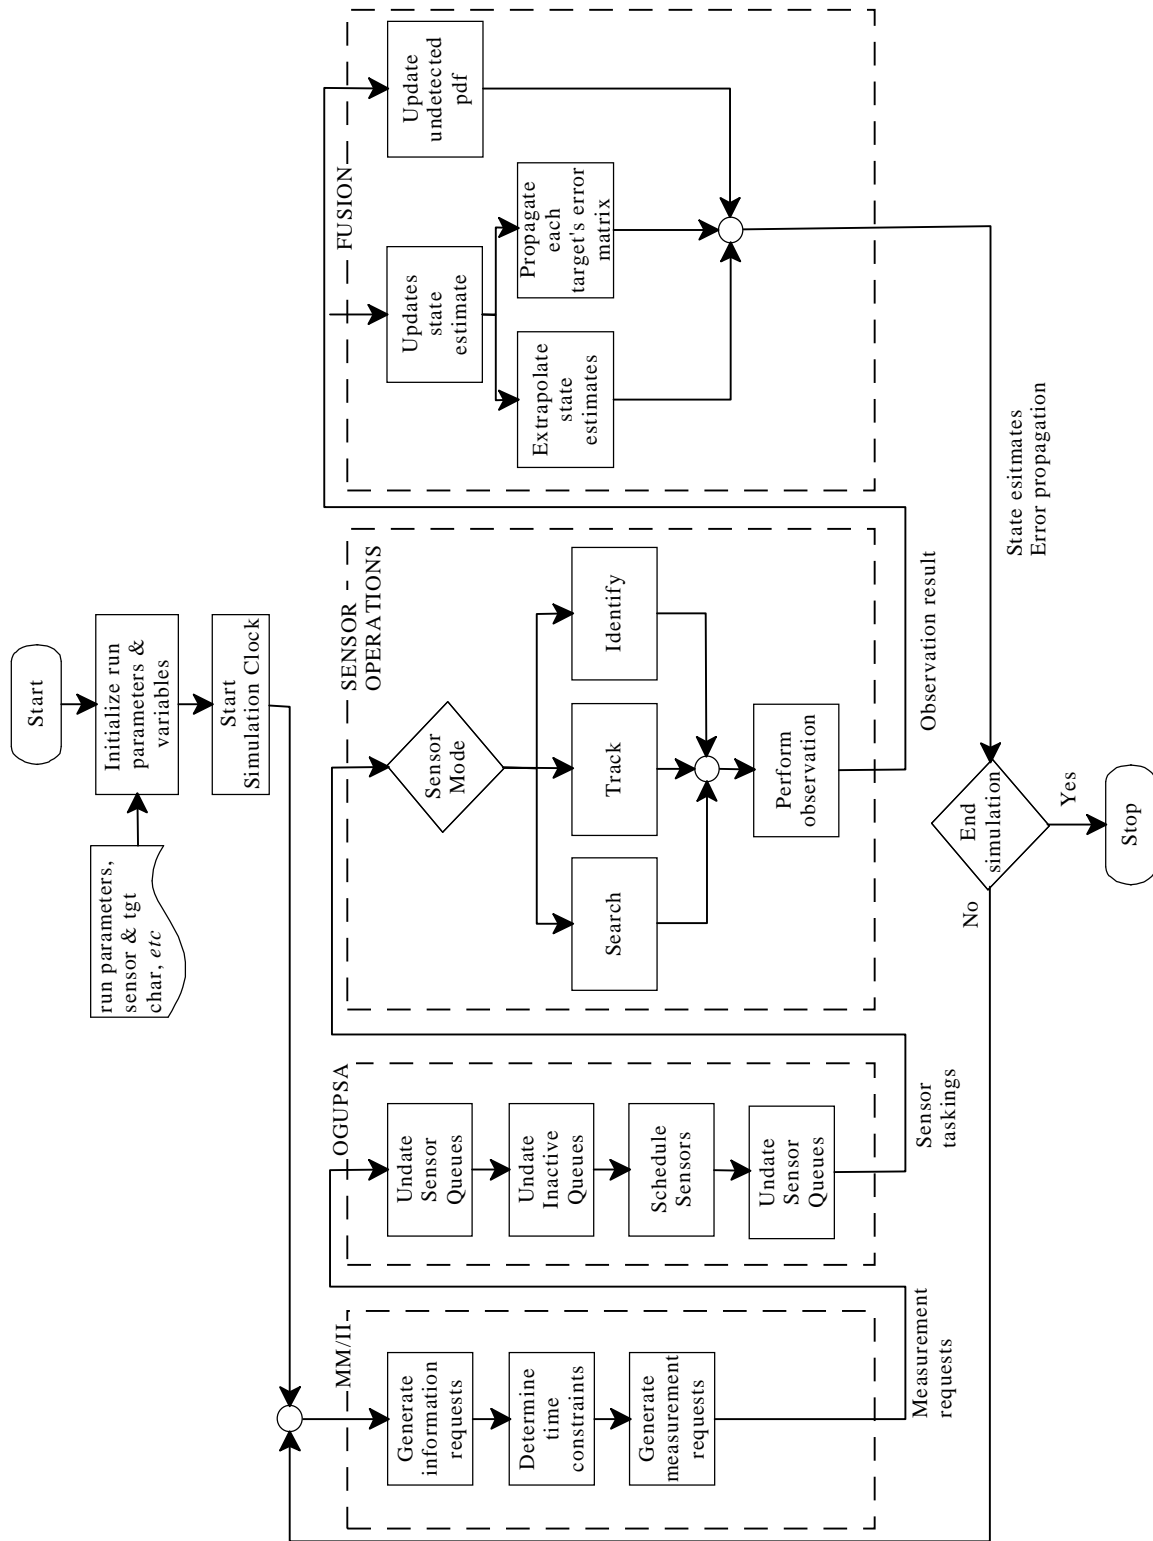 Start
Initialize run
parameters &
variables
run parameters,
sensor & tgt
char, etc
Start
Simulation Clock
MM/II
Generate
information
requests
Determine
time
constraints
Generate
measurement
requests
Measurement
requests
OGUPSA
Undate
Sensor
Queues
Undate
Inactive
Queues
Schedule
Sensors
Undate
Sensor
Queues
Sensor
taskings
SENSOR
OPERATIONS
Sensor
Mode
Search
Track
Identify
Perform
observation
Observation result
FUSION
Updates
state
estimate
Update
undetected
pdf
Extrapolate
state
estimates
Propagate
each
target's error
matrix
State esitmates
Error propagation
End
simulation
No
Yes
Stop